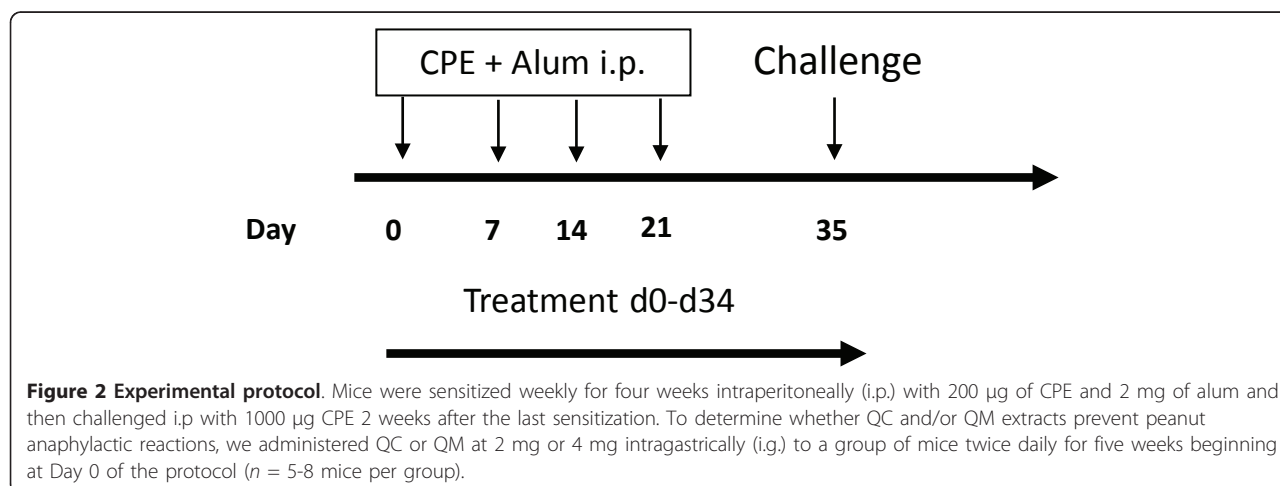 CPE + Alum i.p.
Challenge
Day 0 7 14 21 35
Treatment d0-d34
Figure 2 Experimental protocol. Mice were sensitized weekly for four weeks intraperitoneally (i.p.) with 200 μg of CPE and 2 mg of alum and
then challenged i.p with 1000 μg CPE 2 weeks after the last sensitization. To determine whether QC and/or QM extracts prevent peanut
anaphylactic reactions, we administered QC or QM at 2 mg or 4 mg intragastrically (i.g.) to a group of mice twice daily for five weeks beginning
at Day 0 of the protocol (n = 5-8 mice per group).